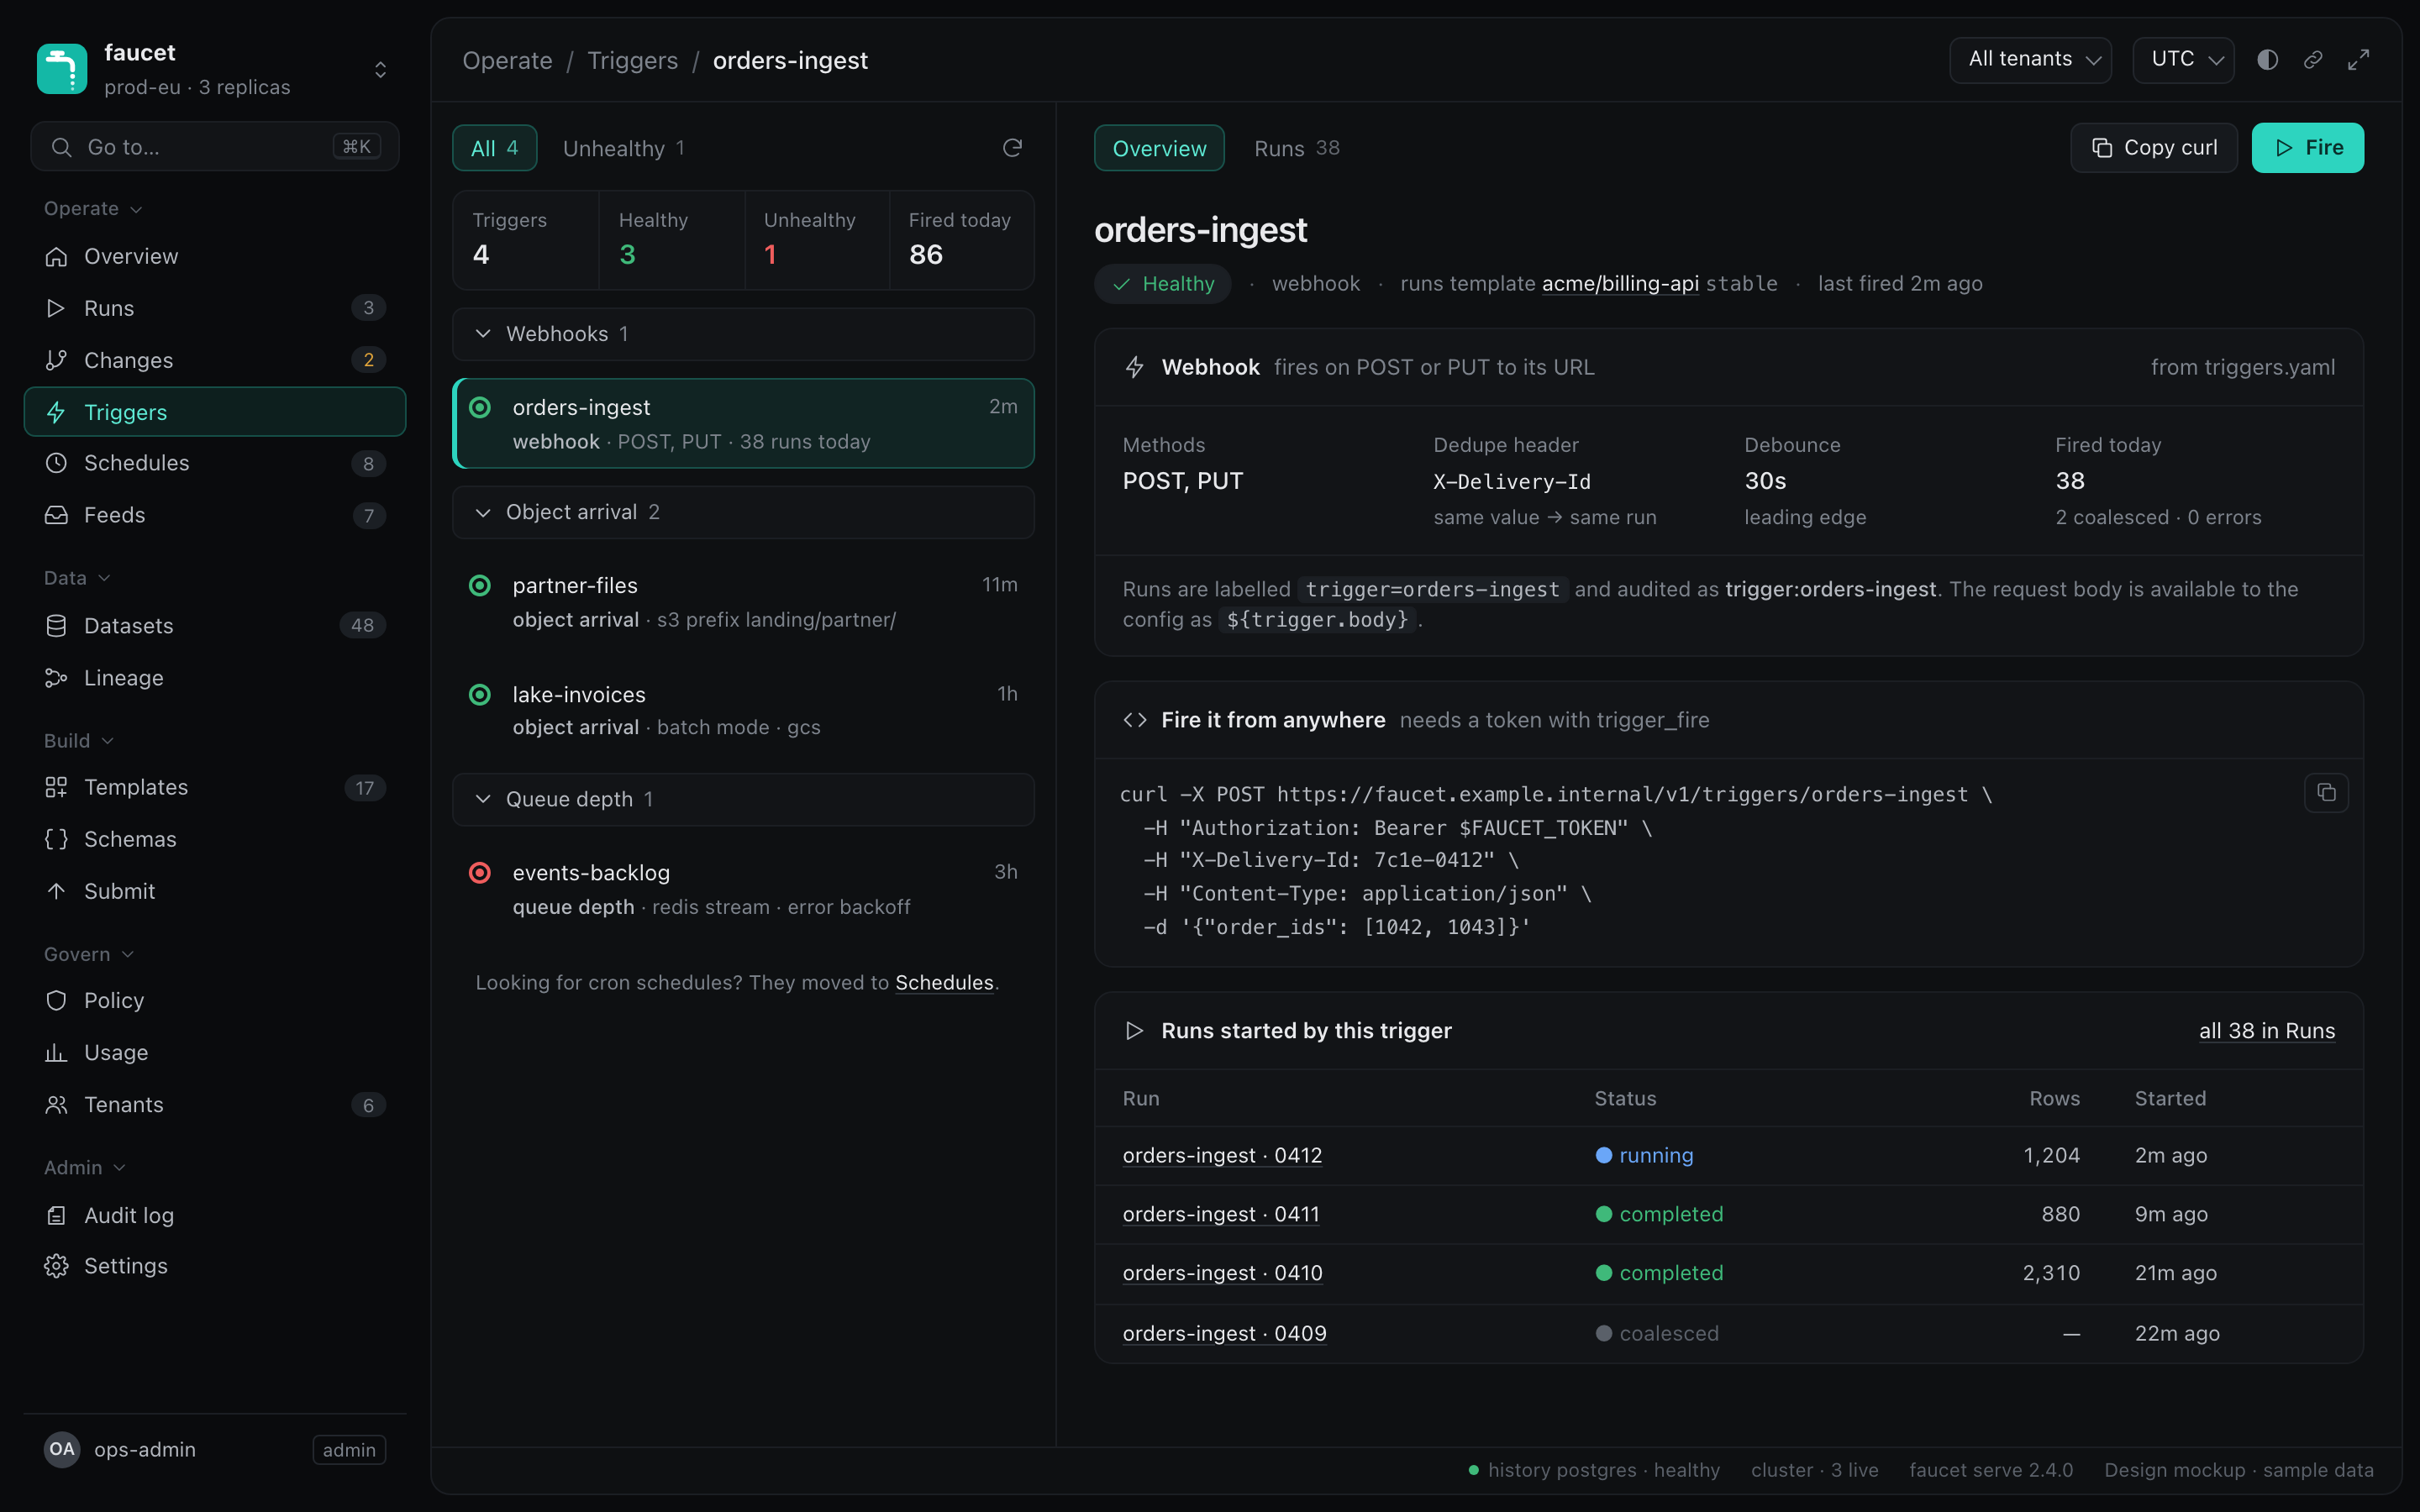 faucet
prod-eu · 3 replicas
Go to... ⌘K
Operate
Overview
Runs 3
Changes 2
Triggers
Schedules 8
Feeds 7
Data
Datasets 48
Lineage
Build
Templates 17
Schemas
Submit
Govern
Policy
Usage
Tenants 6
Admin
Audit log
Settings
OA ops-admin admin
Operate / Triggers / orders-ingest
All tenants UTC
All 4 Unhealthy 1
Triggers Healthy Unhealthy Fired today
4 3 1 86
Webhooks 1
orders-ingest 2m
webhook · POST, PUT · 38 runs today
Object arrival 2
partner-files 11m
object arrival · s3 prefix landing/partner/
lake-invoices 1h
object arrival · batch mode · gcs
Queue depth 1
events-backlog 3h
queue depth · redis stream · error backoff
Looking for cron schedules? They moved to Schedules.
Overview Runs 38 Copy curl Fire
orders-ingest
Healthy · webhook · runs template acme/billing-api stable · last fired 2m ago
Webhook fires on POST or PUT to its URL from triggers.yaml
Methods Dedupe header Debounce Fired today
POST, PUT X-Delivery-Id 30s 38
same value → same run leading edge 2 coalesced · 0 errors
Runs are labelled trigger=orders-ingest and audited as trigger:orders-ingest. The request body is available to the
config as ${trigger.body}.
Fire it from anywhere needs a token with trigger_fire
curl -X POST https://faucet.example.internal/v1/triggers/orders-ingest \
-H "Authorization: Bearer $FAUCET_TOKEN" \
-H "X-Delivery-Id: 7c1e-0412" \
-H "Content-Type: application/json" \
-d '{"order_ids": [1042, 1043]}'
Runs started by this trigger all 38 in Runs
Run Status Rows Started
orders-ingest · 0412 running 1,204 2m ago
orders-ingest · 0411 completed 880 9m ago
orders-ingest · 0410 completed 2,310 21m ago
orders-ingest · 0409 coalesced — 22m ago
history postgres · healthy cluster · 3 live faucet serve 2.4.0 Design mockup · sample data